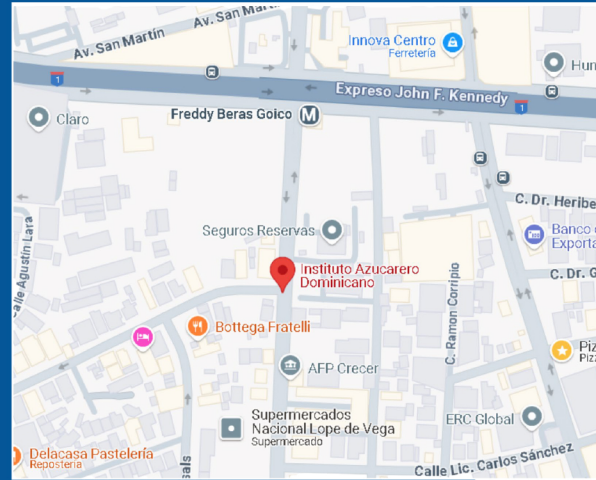 Av. San Martín
Av. San Martín
Innova Centro
Ferretería
1
Expreso John F. Kennedy
1
Claro
Freddy Beras Goico
M
C. Dr. Heribe
Seguros Reservas
Banco
Exporta
Calle Agustín Lara
Instituto Azucarero
Dominicano
C. Dr. G
C. Ramon Corripio
Bottega Fratelli
Piz
Pizz
AFP Crecer
Supermercados
Nacional Lope de Vega
Supermercado
ERC Global
Delacasa Pastelería
Repostería
Calle Lic. Carlos Sánchez